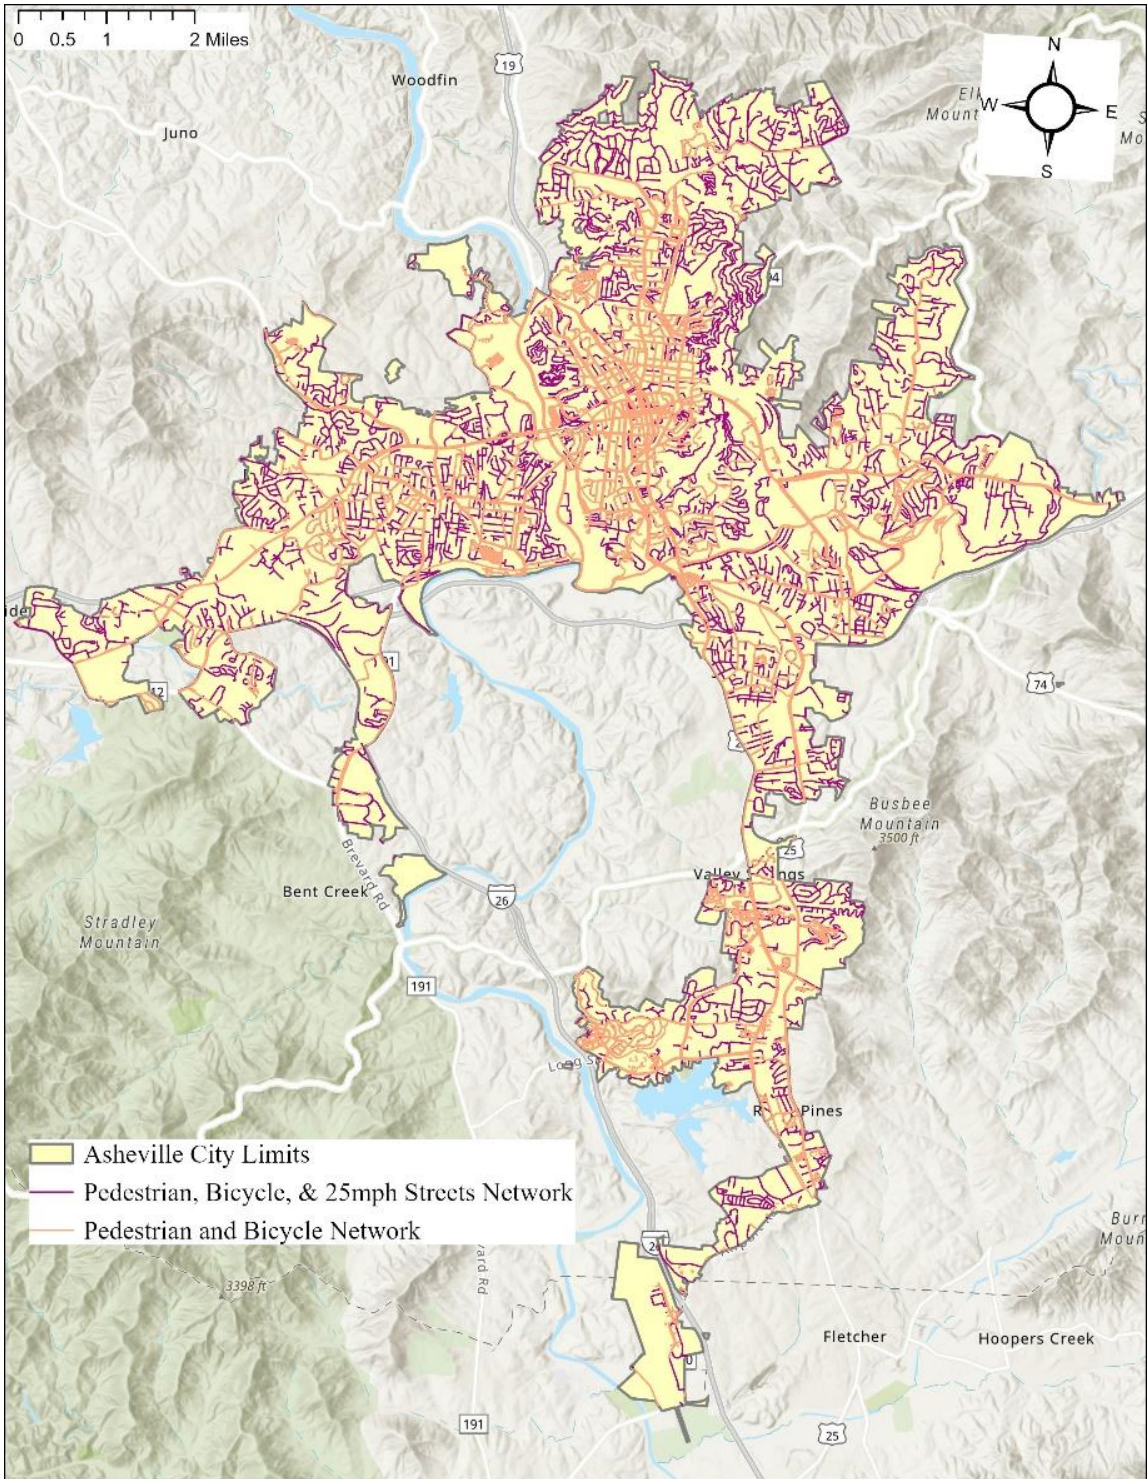 0 0.5 1 2 Miles
Woodfin
19
N
W
E
S
Juno
191
Busbee
Mountain
3500 ft
74
25
Bent Creek
Brevard Rd
26
Stradley
Mountain
191
Asheville City Limits
Pedestrian, Bicycle, & 25mph Streets Network
Pedestrian and Bicycle Network
3398 ft
Fletcher
Hoopers Creek
191
25